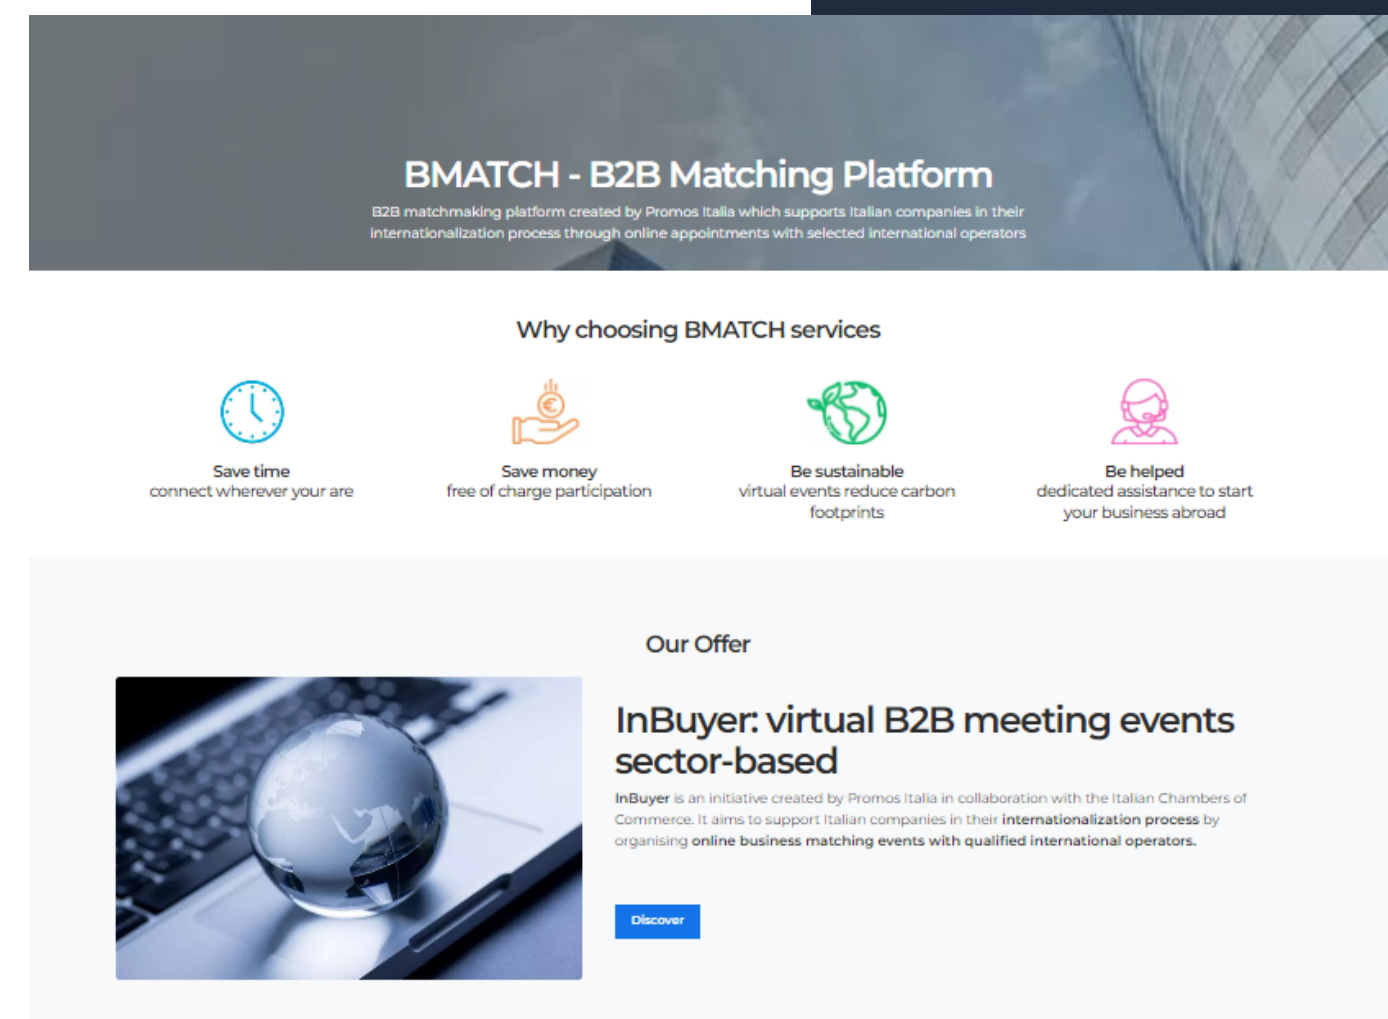 BMATCH - B2B Matching Platform
B2B matchmaking platform created by Promos Italia which supports Italian companies in their
internationalization process through online appointments with selected international operators
Why choosing BMATCH services
Save time
connect wherever your are
Save money
free of charge participation
Be sustainable
virtual events reduce carbon
footprints
Be helped
dedicated assistance to start
your business abroad
Our Offer
InBuyer: virtual B2B meeting events
sector-based
InBuyer is an initiative created by Promos Italia in collaboration with the Italian Chambers of
Commerce. It aims to support Italian companies in their internationalization process by
organising online business matching events with qualified international operators.
Discover